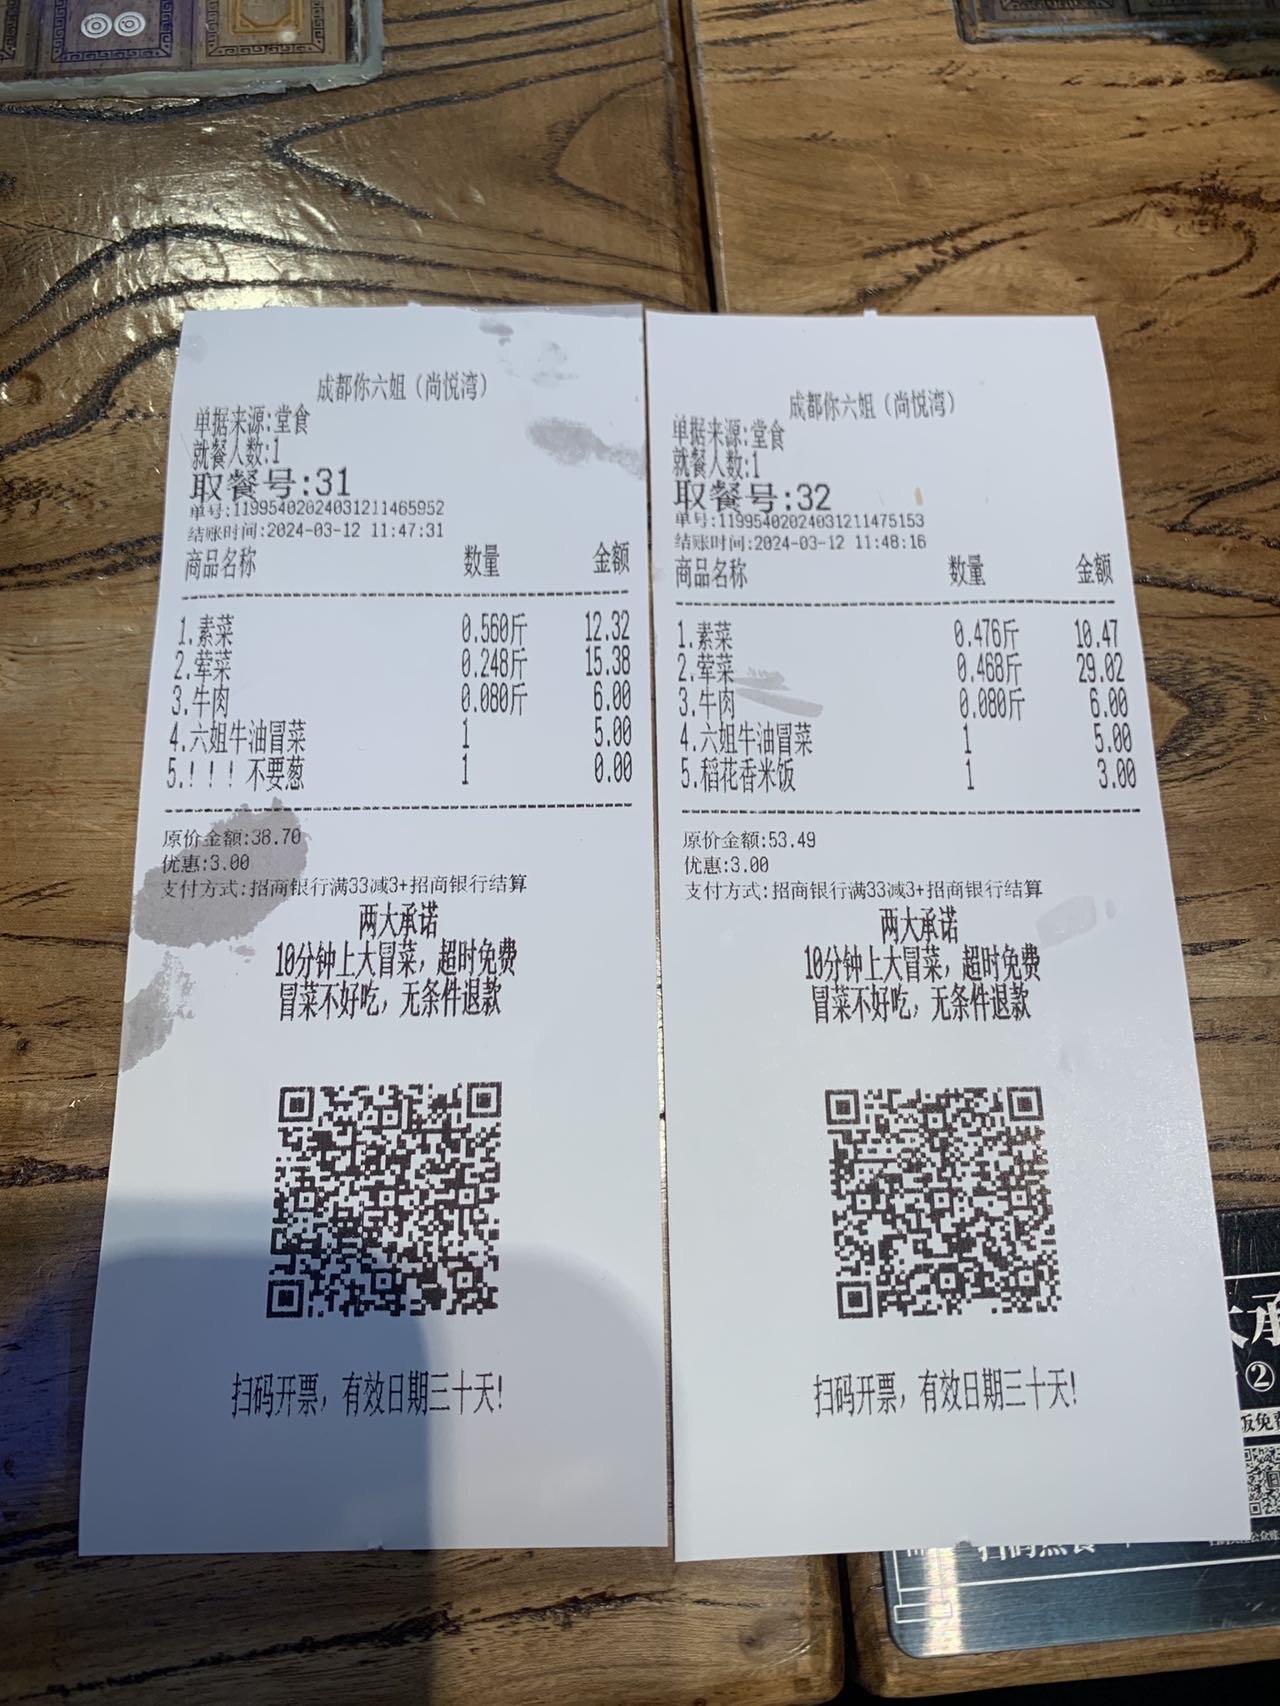 成都你六姐（尚悦湾）
单据来源:堂食
就餐人数:1
取餐号:31
单号:11995402024031211465952
结账时间:2024-03-12 11:47:31
商品名称 数量 金额
1.素菜 0.560斤 12.32
2.荤菜 0.248斤 15.38
3.牛肉 0.080斤 6.00
4.六姐牛油冒菜 1 5.00
5.！！！不要葱 1 0.00
原价金额:38.70
优惠:3.00
支付方式:招商银行满33减3+招商银行结算
两大承诺
10分钟上大冒菜，超时免费
冒菜不好吃，无条件退款
扫码开票，有效日期三十天！
成都你六姐（尚悦湾）
单据来源:堂食
就餐人数:1
取餐号:32
单号:11995402024031211475153
结账时间:2024-03-12 11:48:16
商品名称 数量 金额
1.素菜 0.476斤 10.47
2.荤菜 0.468斤 29.02
3.牛肉 0.080斤 6.00
4.六姐牛油冒菜 1 5.00
5.稻花香米饭 1 3.00
原价金额:53.49
优惠:3.00
支付方式:招商银行满33减3+招商银行结算
两大承诺
10分钟上大冒菜，超时免费
冒菜不好吃，无条件退款
扫码开票，有效日期三十天！
②